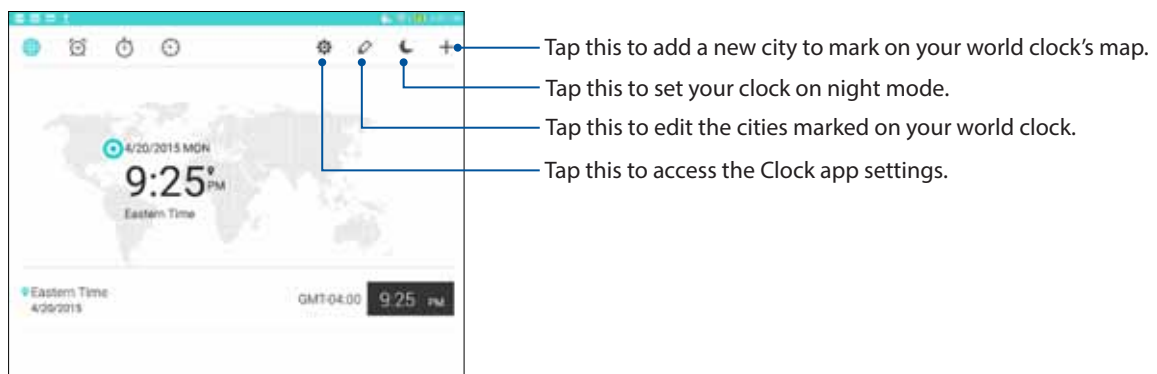 Tap this to add a new city to mark on your world clock’s map.
Tap this to set your clock on night mode.
Tap this to edit the cities marked on your world clock.
Tap this to access the Clock app settings.
4/20/2015 MON
9:25 PM
Eastern Time
Eastern Time
4/20/2015
GMT-04:00
9:25 PM